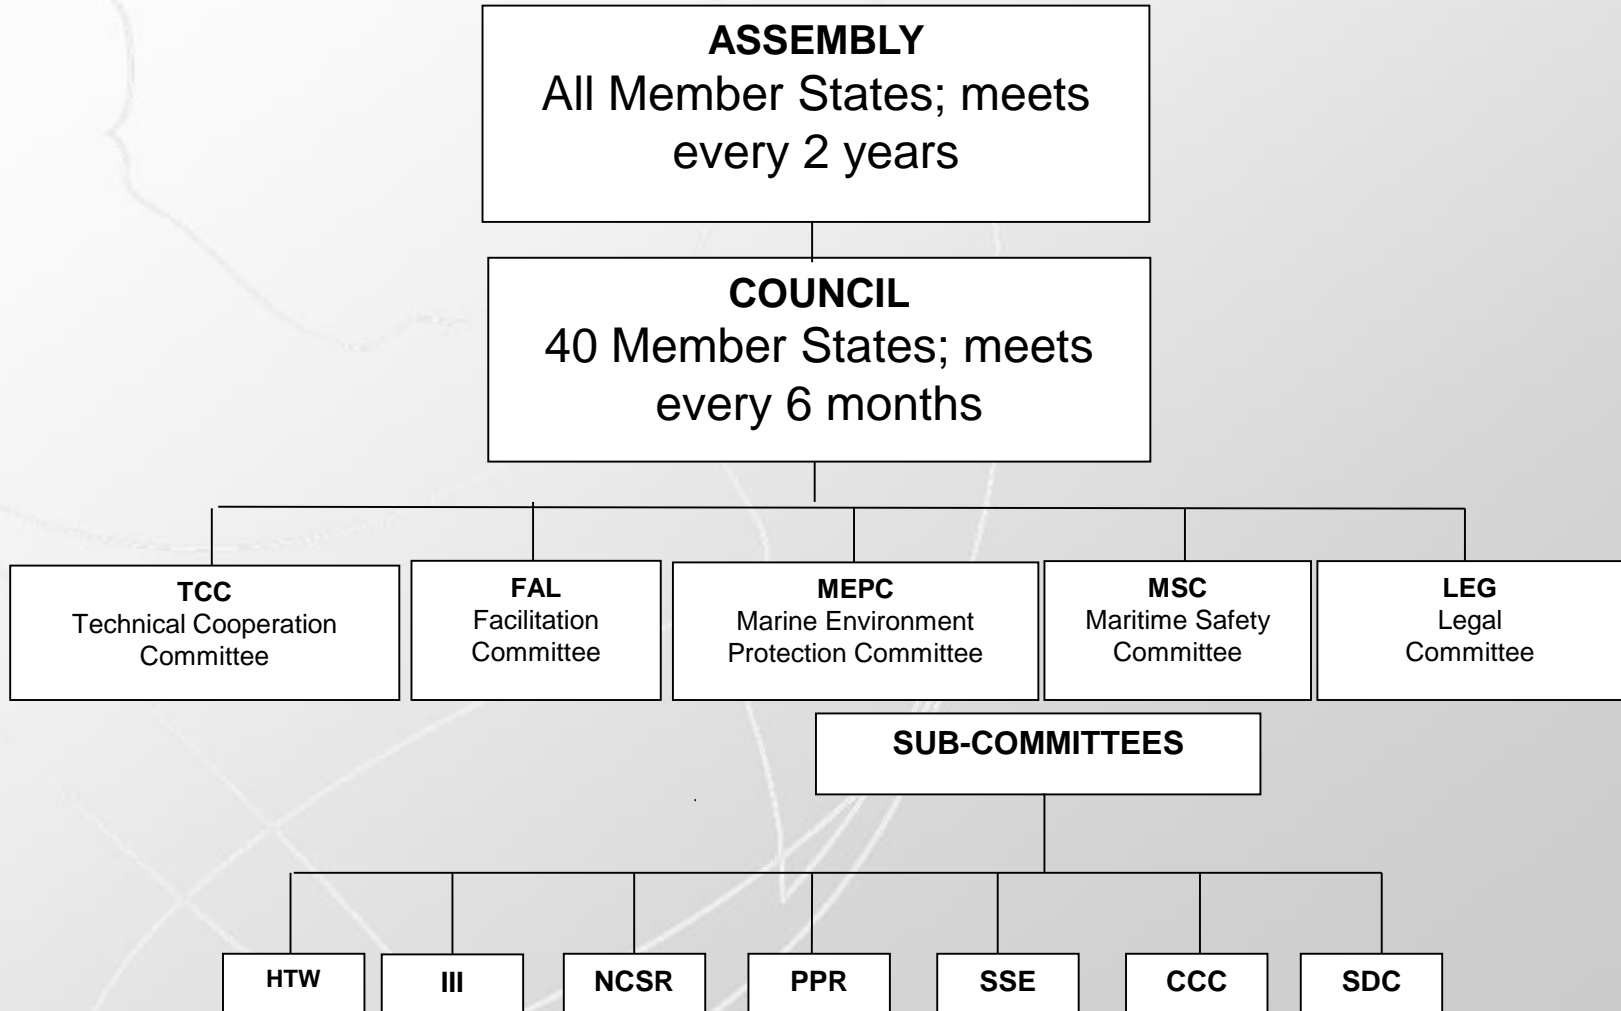 ASSEMBLY
All Member States; meets
every 2 years
COUNCIL
40 Member States; meets
every 6 months
TCC
Technical Cooperation
Committee
FAL
Facilitation
Committee
MEPC
Marine Environment
Protection Committee
MSC
Maritime Safety
Committee
LEG
Legal
Committee
SUB-COMMITTEES
HTW
III
NCSR
PPR
SSE
CCC
SDC